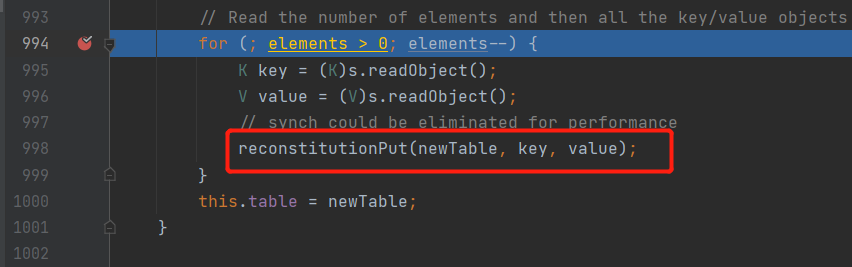 993 // Read the number of elements and then all the key/value objects
994 for (; elements > 0; elements--) {
995 K key = (K)s.readObject();
996 V value = (V)s.readObject();
997 // synch could be eliminated for performance
998 reconstitutionPut(newTable, key, value);
999 }
1000 this.table = newTable;
1001 }
1002